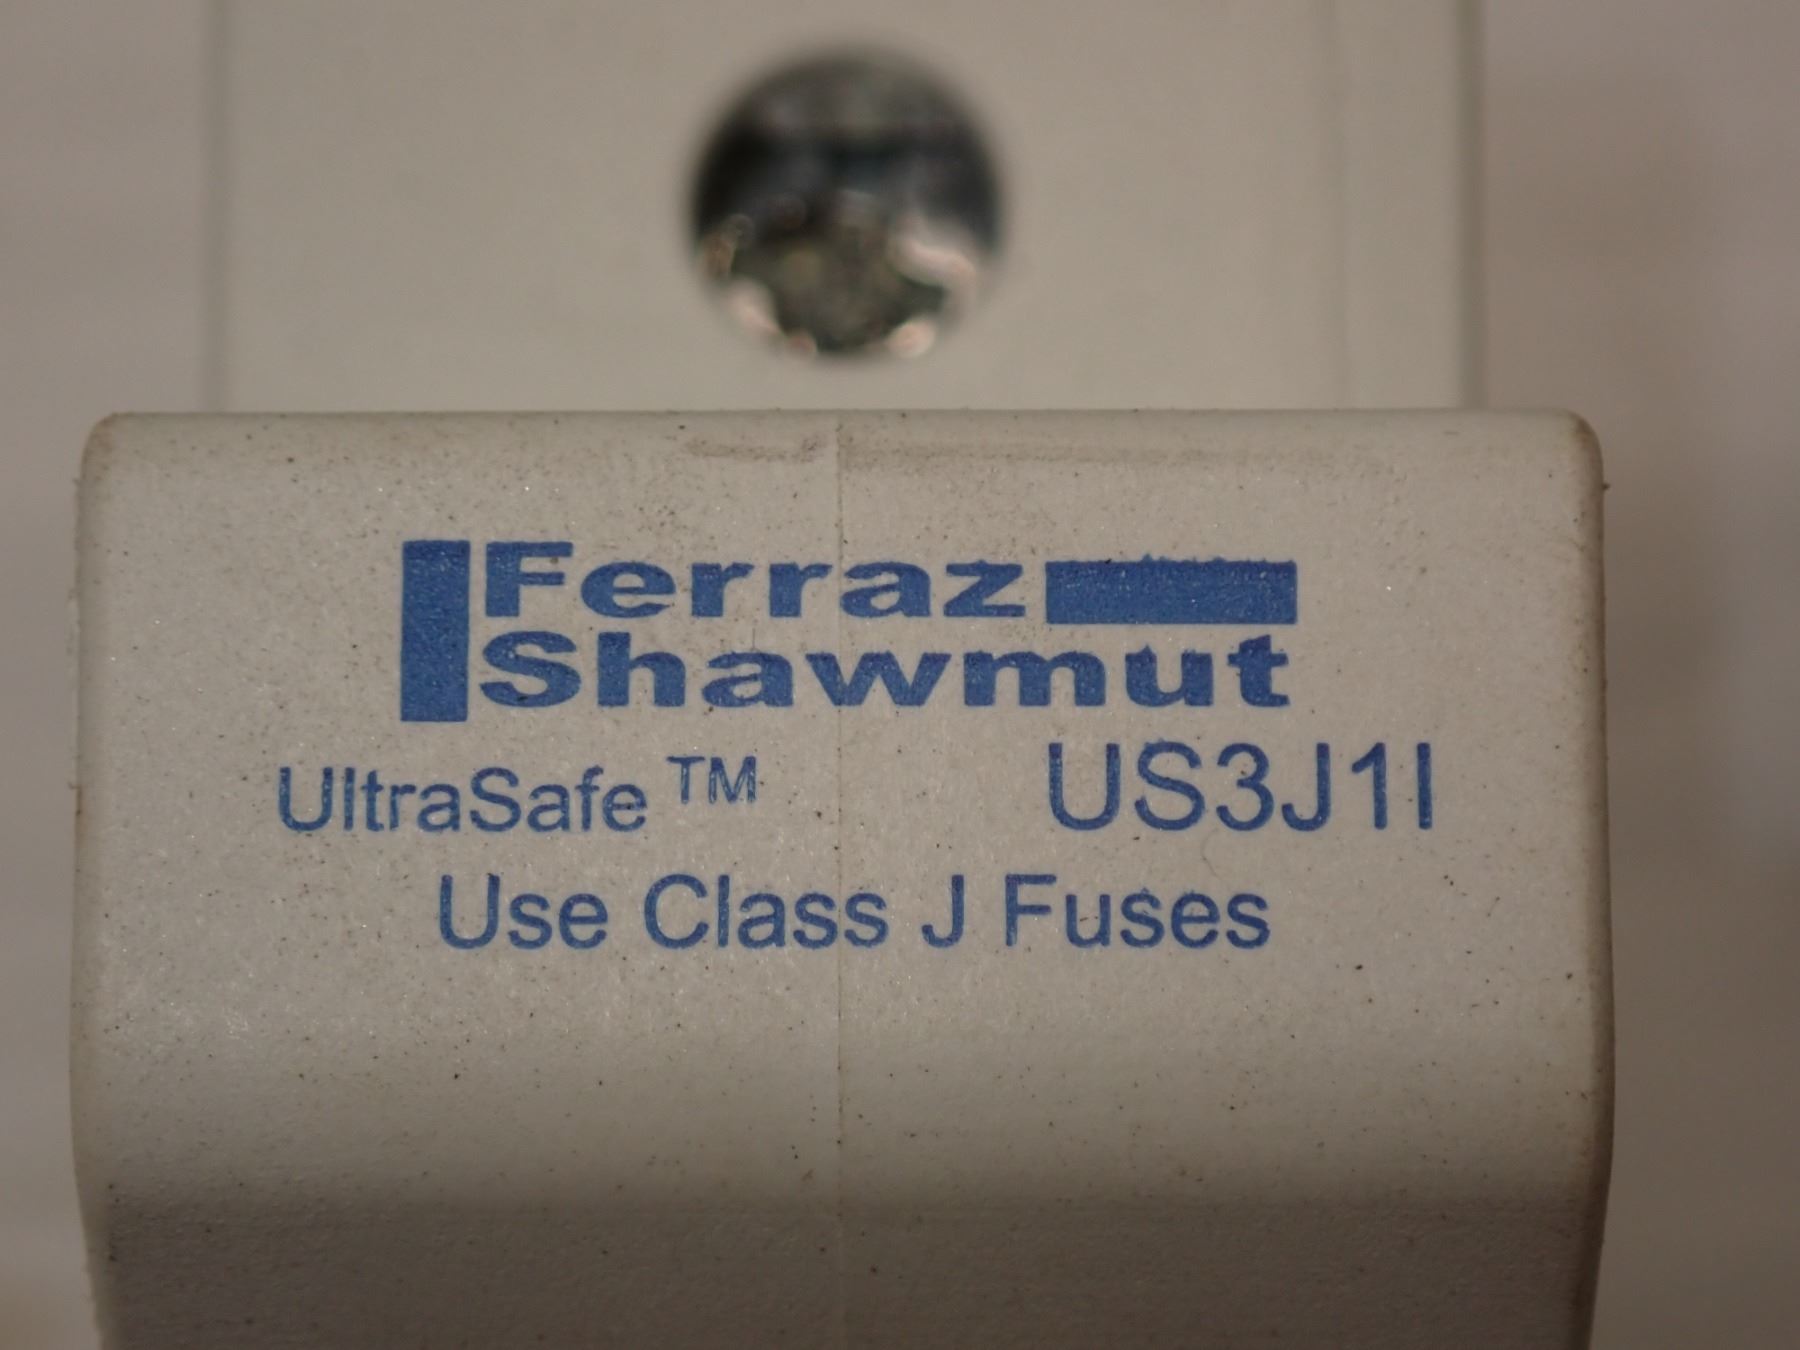 Ferraz
Shawmut
UltraSafe™ US3J1I
Use Class J Fuses